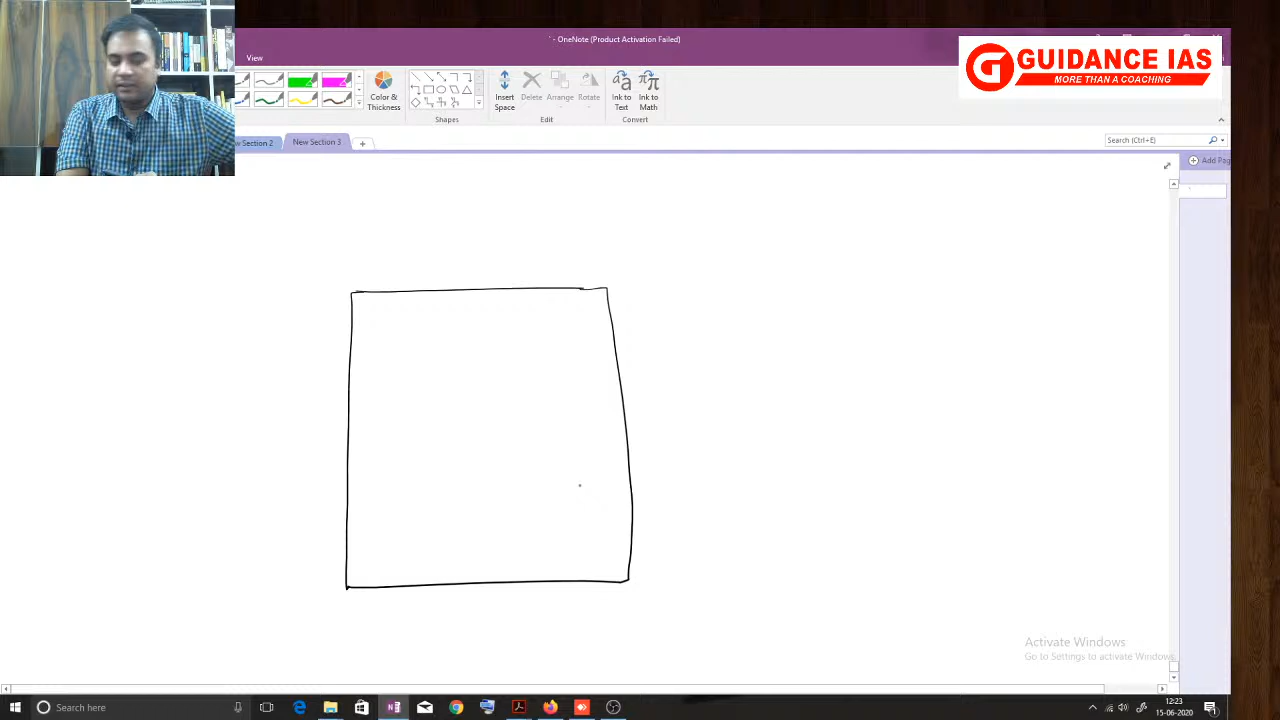 ` - OneNote (Product Activation Failed)
GUIDANCE IAS
MORE THAN A COACHING
View
Color &
Thickness
Insert
Space
Delete
Arrange
Rotate
Ink to
Text
Ink to
Math
Shapes
Edit
Convert
Section 2
New Section 3
Search (Ctrl+E)
Add Pag
Activate Windows
Go to Settings to activate Windows.
Search here
12:23
15-06-2020